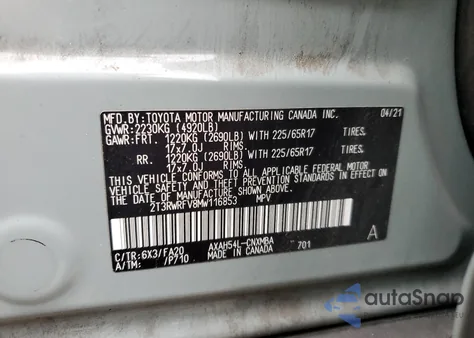 MFD.BY:TOYOTA MOTOR MANUFACTURING CANADA INC. 04/21
GVWR:2230KG (4920LB)
GAWR:FRT. 1220KG (2690LB) WITH 225/65R17 TIRES,
17x7.0J RIMS.
RR. 1220KG (2690LB) WITH 225/65R17 TIRES,
17x7.0J RIMS.
THIS VEHICLE CONFORMS TO ALL APPLICABLE FEDERAL MOTOR
VEHICLE SAFETY AND THEFT PREVENTION STANDARDS IN EFFECT ON
THE DATE OF MANUFACTURE SHOWN ABOVE.
2T3RWRFV8MW116853 MPV
C/TR:6X3/FA20 AXAH54L-CNXMBA 701 A
A/TM: /P710 MADE IN CANADA
autoSnap